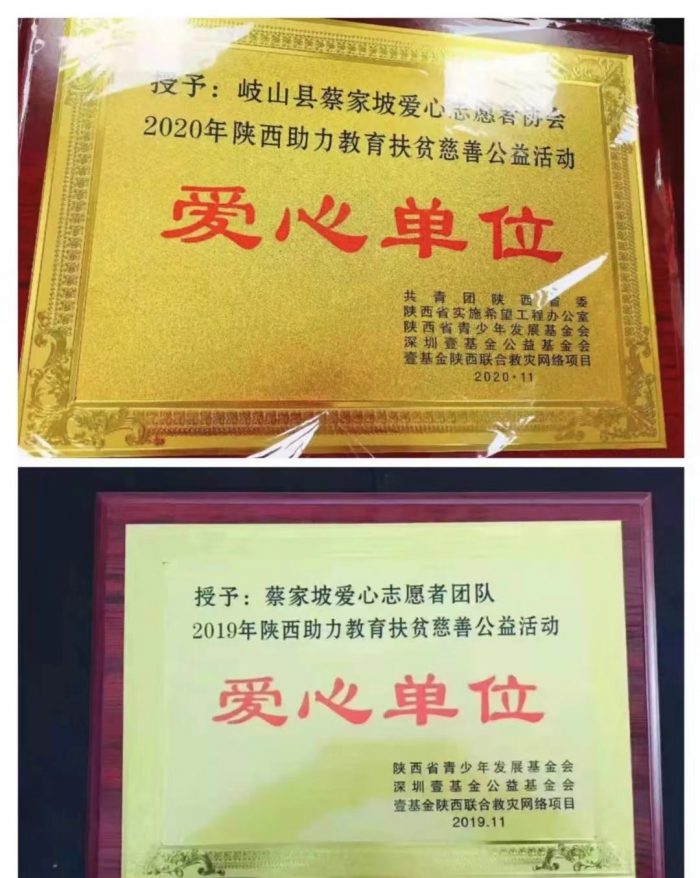 授予：岐山县蔡家坡爱心志愿者协会
2020年陕西助力教育扶贫慈善公益活动
爱心单位
共青团陕西省委
陕西省实施希望工程办公室
陕西省青少年发展基金会
深圳壹基金公益基金会
壹基金陕西联合救灾网络项目
2020·11
授予：蔡家坡爱心志愿者团队
2019年陕西助力教育扶贫慈善公益活动
爱心单位
陕西省青少年发展基金会
深圳壹基金公益基金会
壹基金陕西联合救灾网络项目
2019.11